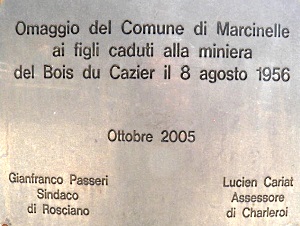 Omaggio del Comune di Marcinelle
ai figli caduti alla miniera
del Bois du Cazier il 8 agosto 1956
Ottobre 2005
Gianfranco Passeri
Sindaco
di Rosciano
Lucien Cariat
Assessore
di Charleroi